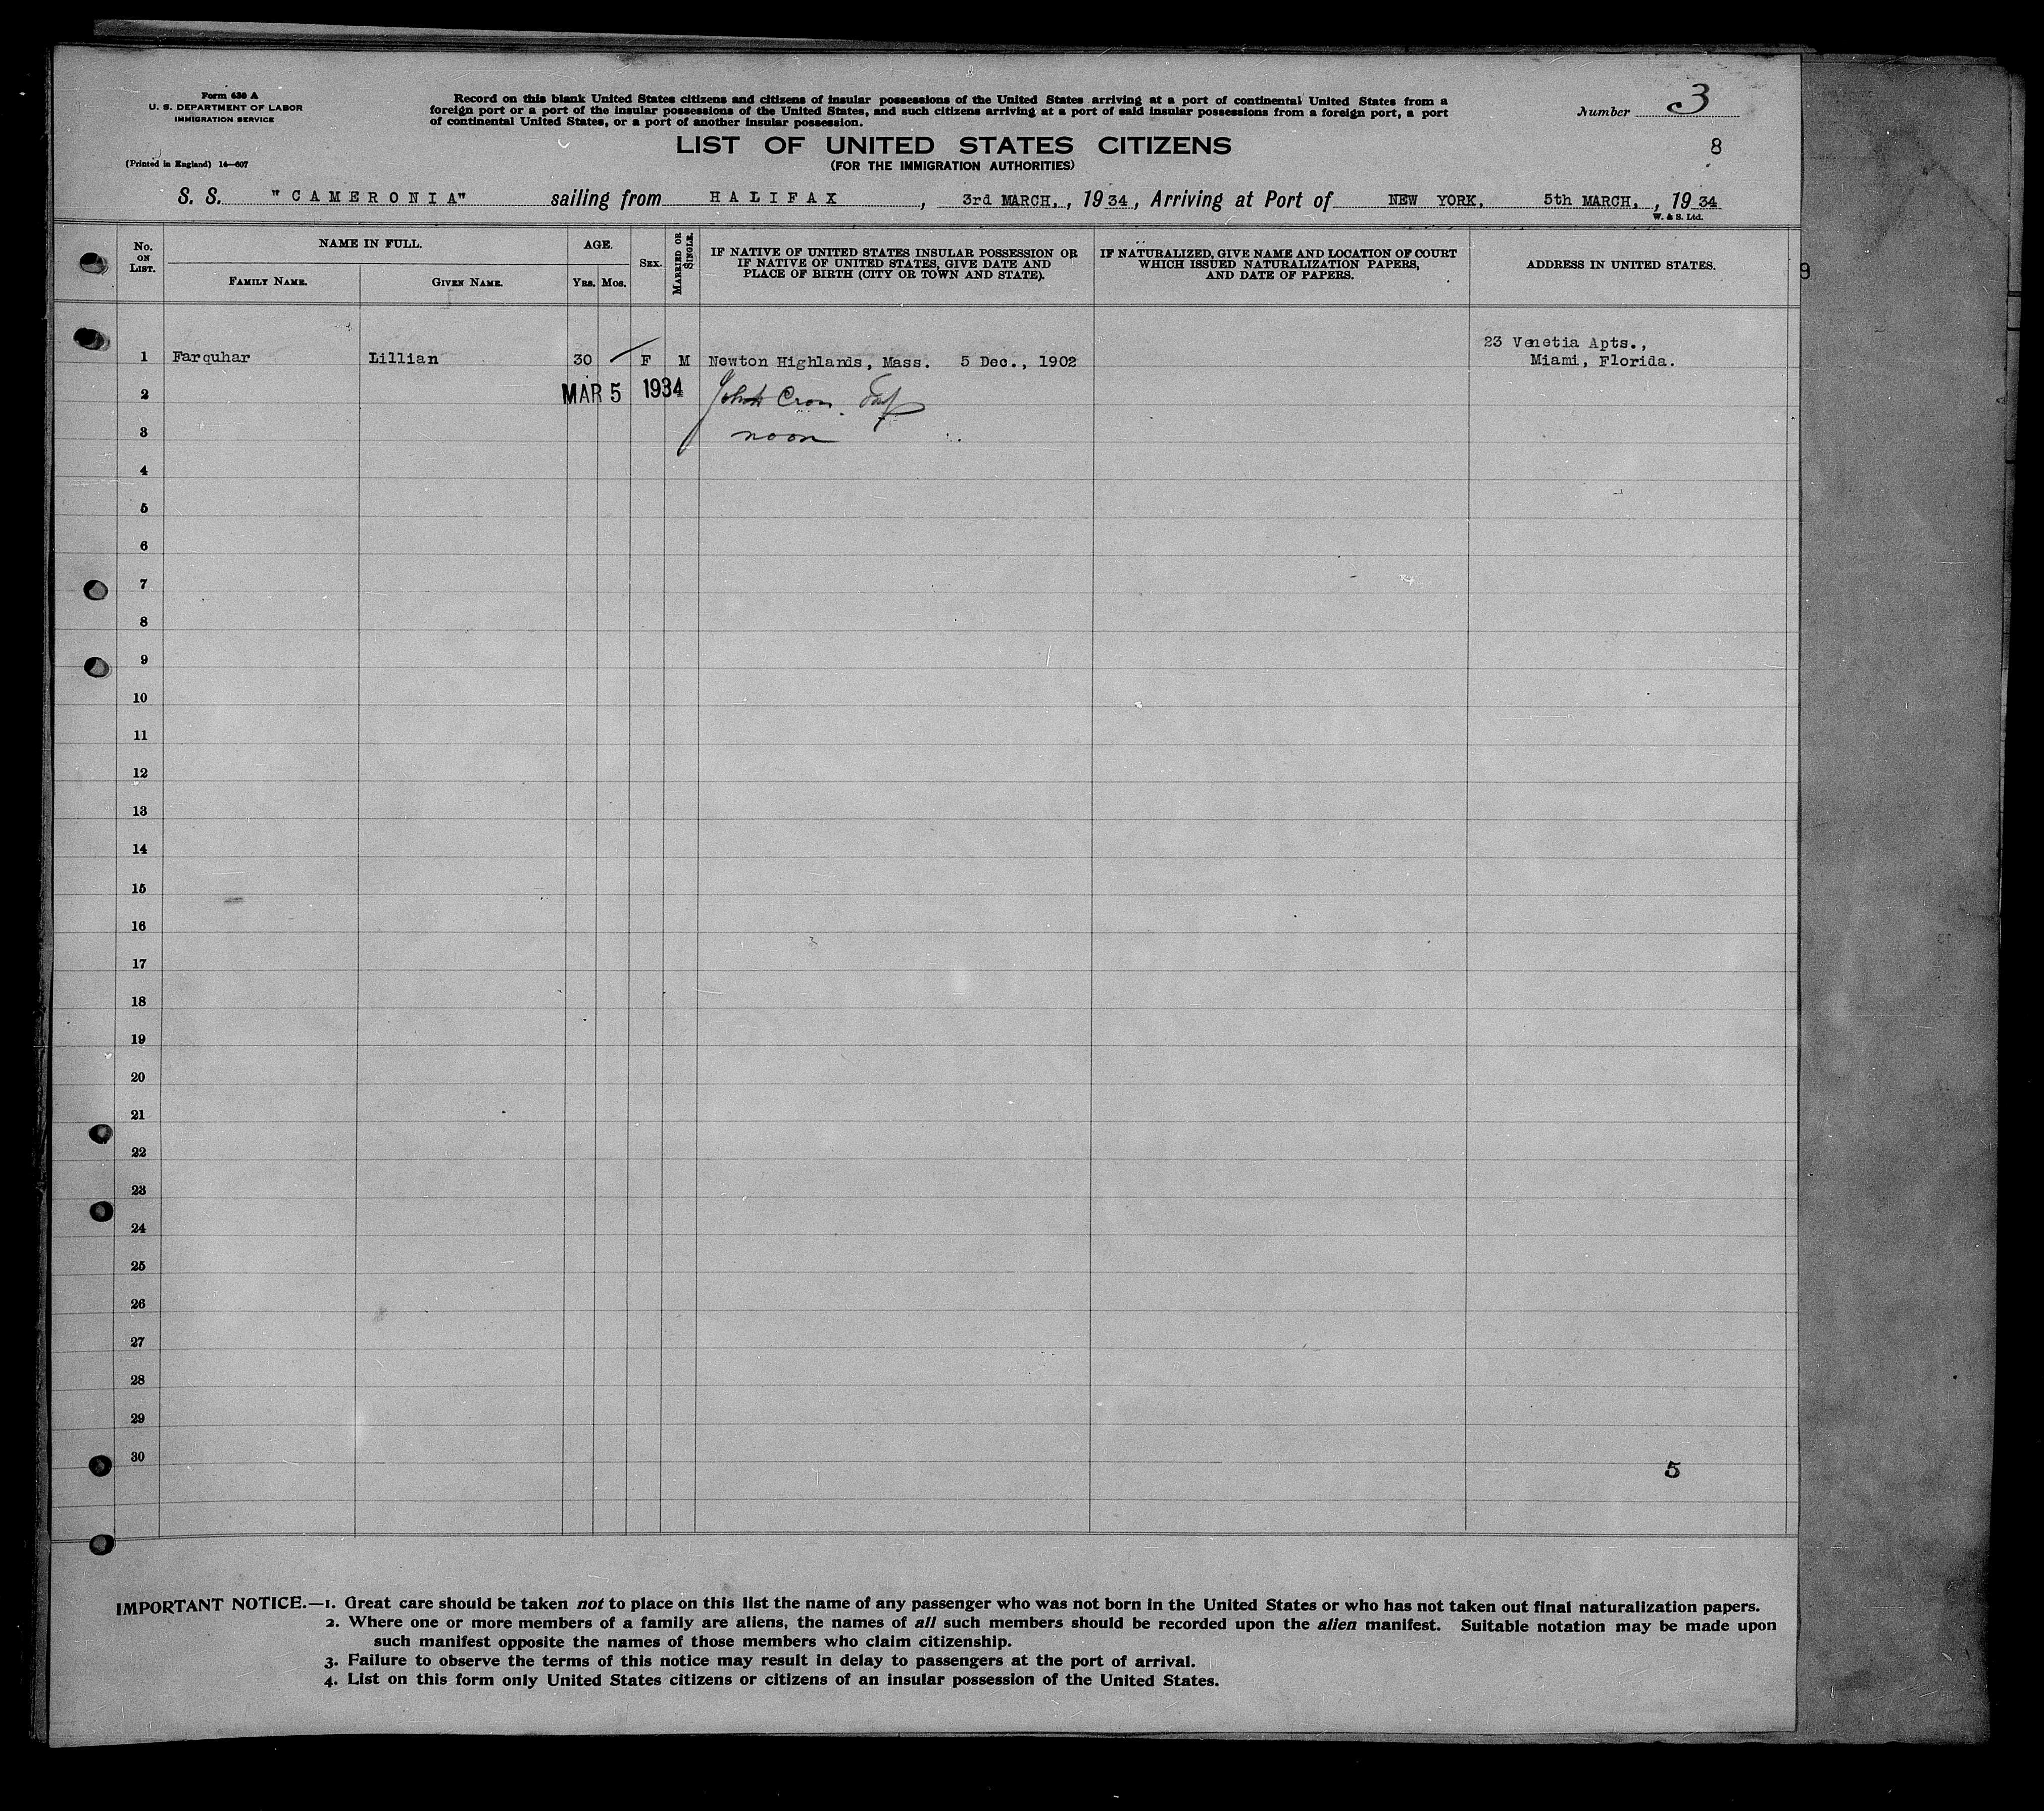 Form 630 A
U. S. DEPARTMENT OF LABOR
IMMIGRATION SERVICE
(Printed in England) 14—607
Record on this blank United States citizens and citizens of insular possessions of the United States arriving at a port of continental United States from a
foreign port or a port of the insular possessions of the United States, and such citizens arriving at a port of said insular possessions from a foreign port, a port
of continental United States, or a port of another insular possession.
Number 3
LIST OF UNITED STATES CITIZENS
(FOR THE IMMIGRATION AUTHORITIES)
8
S. S. "CAMERONIA" sailing from HALIFAX, 3rd MARCH, , 1934, Arriving at Port of NEW YORK, 5th MARCH, , 1934
W. & S. Ltd.
No. ON LIST.
NAME IN FULL.
FAMILY NAME.
GIVEN NAME.
AGE.
YRS. MOS.
SEX.
MARRIED OR SINGLE.
IF NATIVE OF UNITED STATES INSULAR POSSESSION OR
IF NATIVE OF UNITED STATES, GIVE DATE AND
PLACE OF BIRTH (CITY OR TOWN AND STATE).
IF NATURALIZED, GIVE NAME AND LOCATION OF COURT
WHICH ISSUED NATURALIZATION PAPERS,
AND DATE OF PAPERS.
ADDRESS IN UNITED STATES.
9
23 Venetia Apts.,
1 Farquhar Lillian 30 F M Newton Highlands, Mass. 5 Dec., 1902 Miami, Florida.
2 MAR 5 1934 John Cron
3 noon
4
5
6
7
8
9
10
11
12
13
14
15
16
17
18
19
20
21
22
23
24
25
26
27
28
29
30
5
IMPORTANT NOTICE.—1. Great care should be taken not to place on this list the name of any passenger who was not born in the United States or who has not taken out final naturalization papers.
2. Where one or more members of a family are aliens, the names of all such members should be recorded upon the alien manifest. Suitable notation may be made upon
such manifest opposite the names of those members who claim citizenship.
3. Failure to observe the terms of this notice may result in delay to passengers at the port of arrival.
4. List on this form only United States citizens or citizens of an insular possession of the United States.